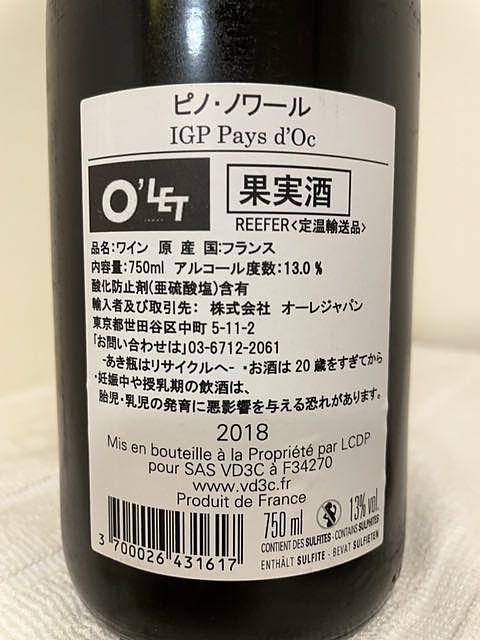 ピノ・ノワール
IGP Pays d'Oc
O'LET
JAPAN
果実酒
REEFER<定温輸送品>
品名:ワイン 原 産 国:フランス
内容量:750ml アルコール度数:13.0 %
酸化防止剤(亜硫酸塩)含有
輸入者及び取引先: 株式会社 オーレジャパン
東京都世田谷区中町 5-11-2
「お問い合わせは」03-6712-2061
-あき瓶はリサイクルへ- ・お酒は 20 歳をすぎてから
・妊娠中や授乳期の飲酒は、
胎児・乳児の発育に悪影響を与える恐れがあります。
2018
Mis en bouteille à la Propriété par LCDP
pour SAS VD3C à F34270
www.vd3c.fr
Produit de France
750 ml 13% vol.
CONTIENT DES SULFITES - CONTAINS SULPHITES
ENTHÄLT SULFITE - BEVAT SULFIETEN
3 700026 431617